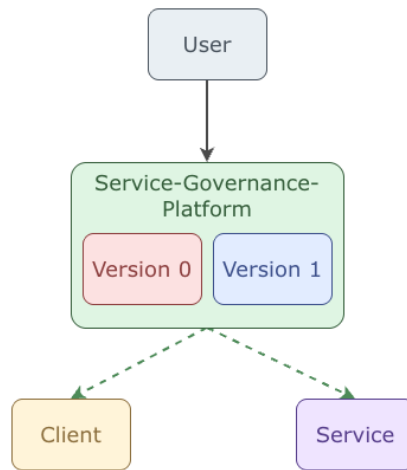 User
Service-Governance-
Platform
Version 0
Version 1
Client
Service